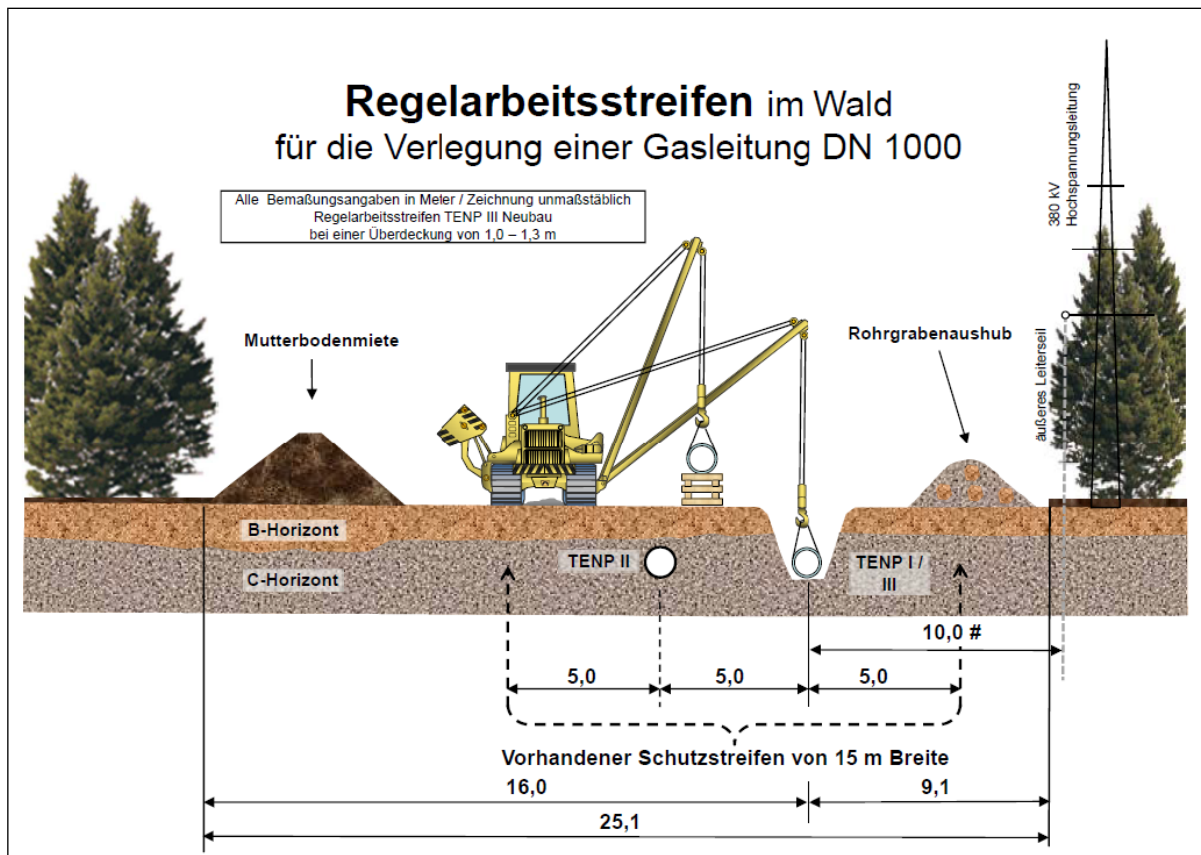 Regelarbeitsstreifen im Wald
für die Verlegung einer Gasleitung DN 1000
Alle Bemaßungsangaben in Meter / Zeichnung unmaßstäblich
Regelarbeitsstreifen TENP III Neubau
bei einer Überdeckung von 1,0 – 1,3 m
380 kV
Hochspannungsleitung
Mutterbodenmiete
Rohrgrabenaushub
äußeres Leiterseil
B-Horizont
C-Horizont
TENP II
TENP I /
III
10,0 #
5,0
5,0
5,0
Vorhandener Schutzstreifen von 15 m Breite
16,0
9,1
25,1